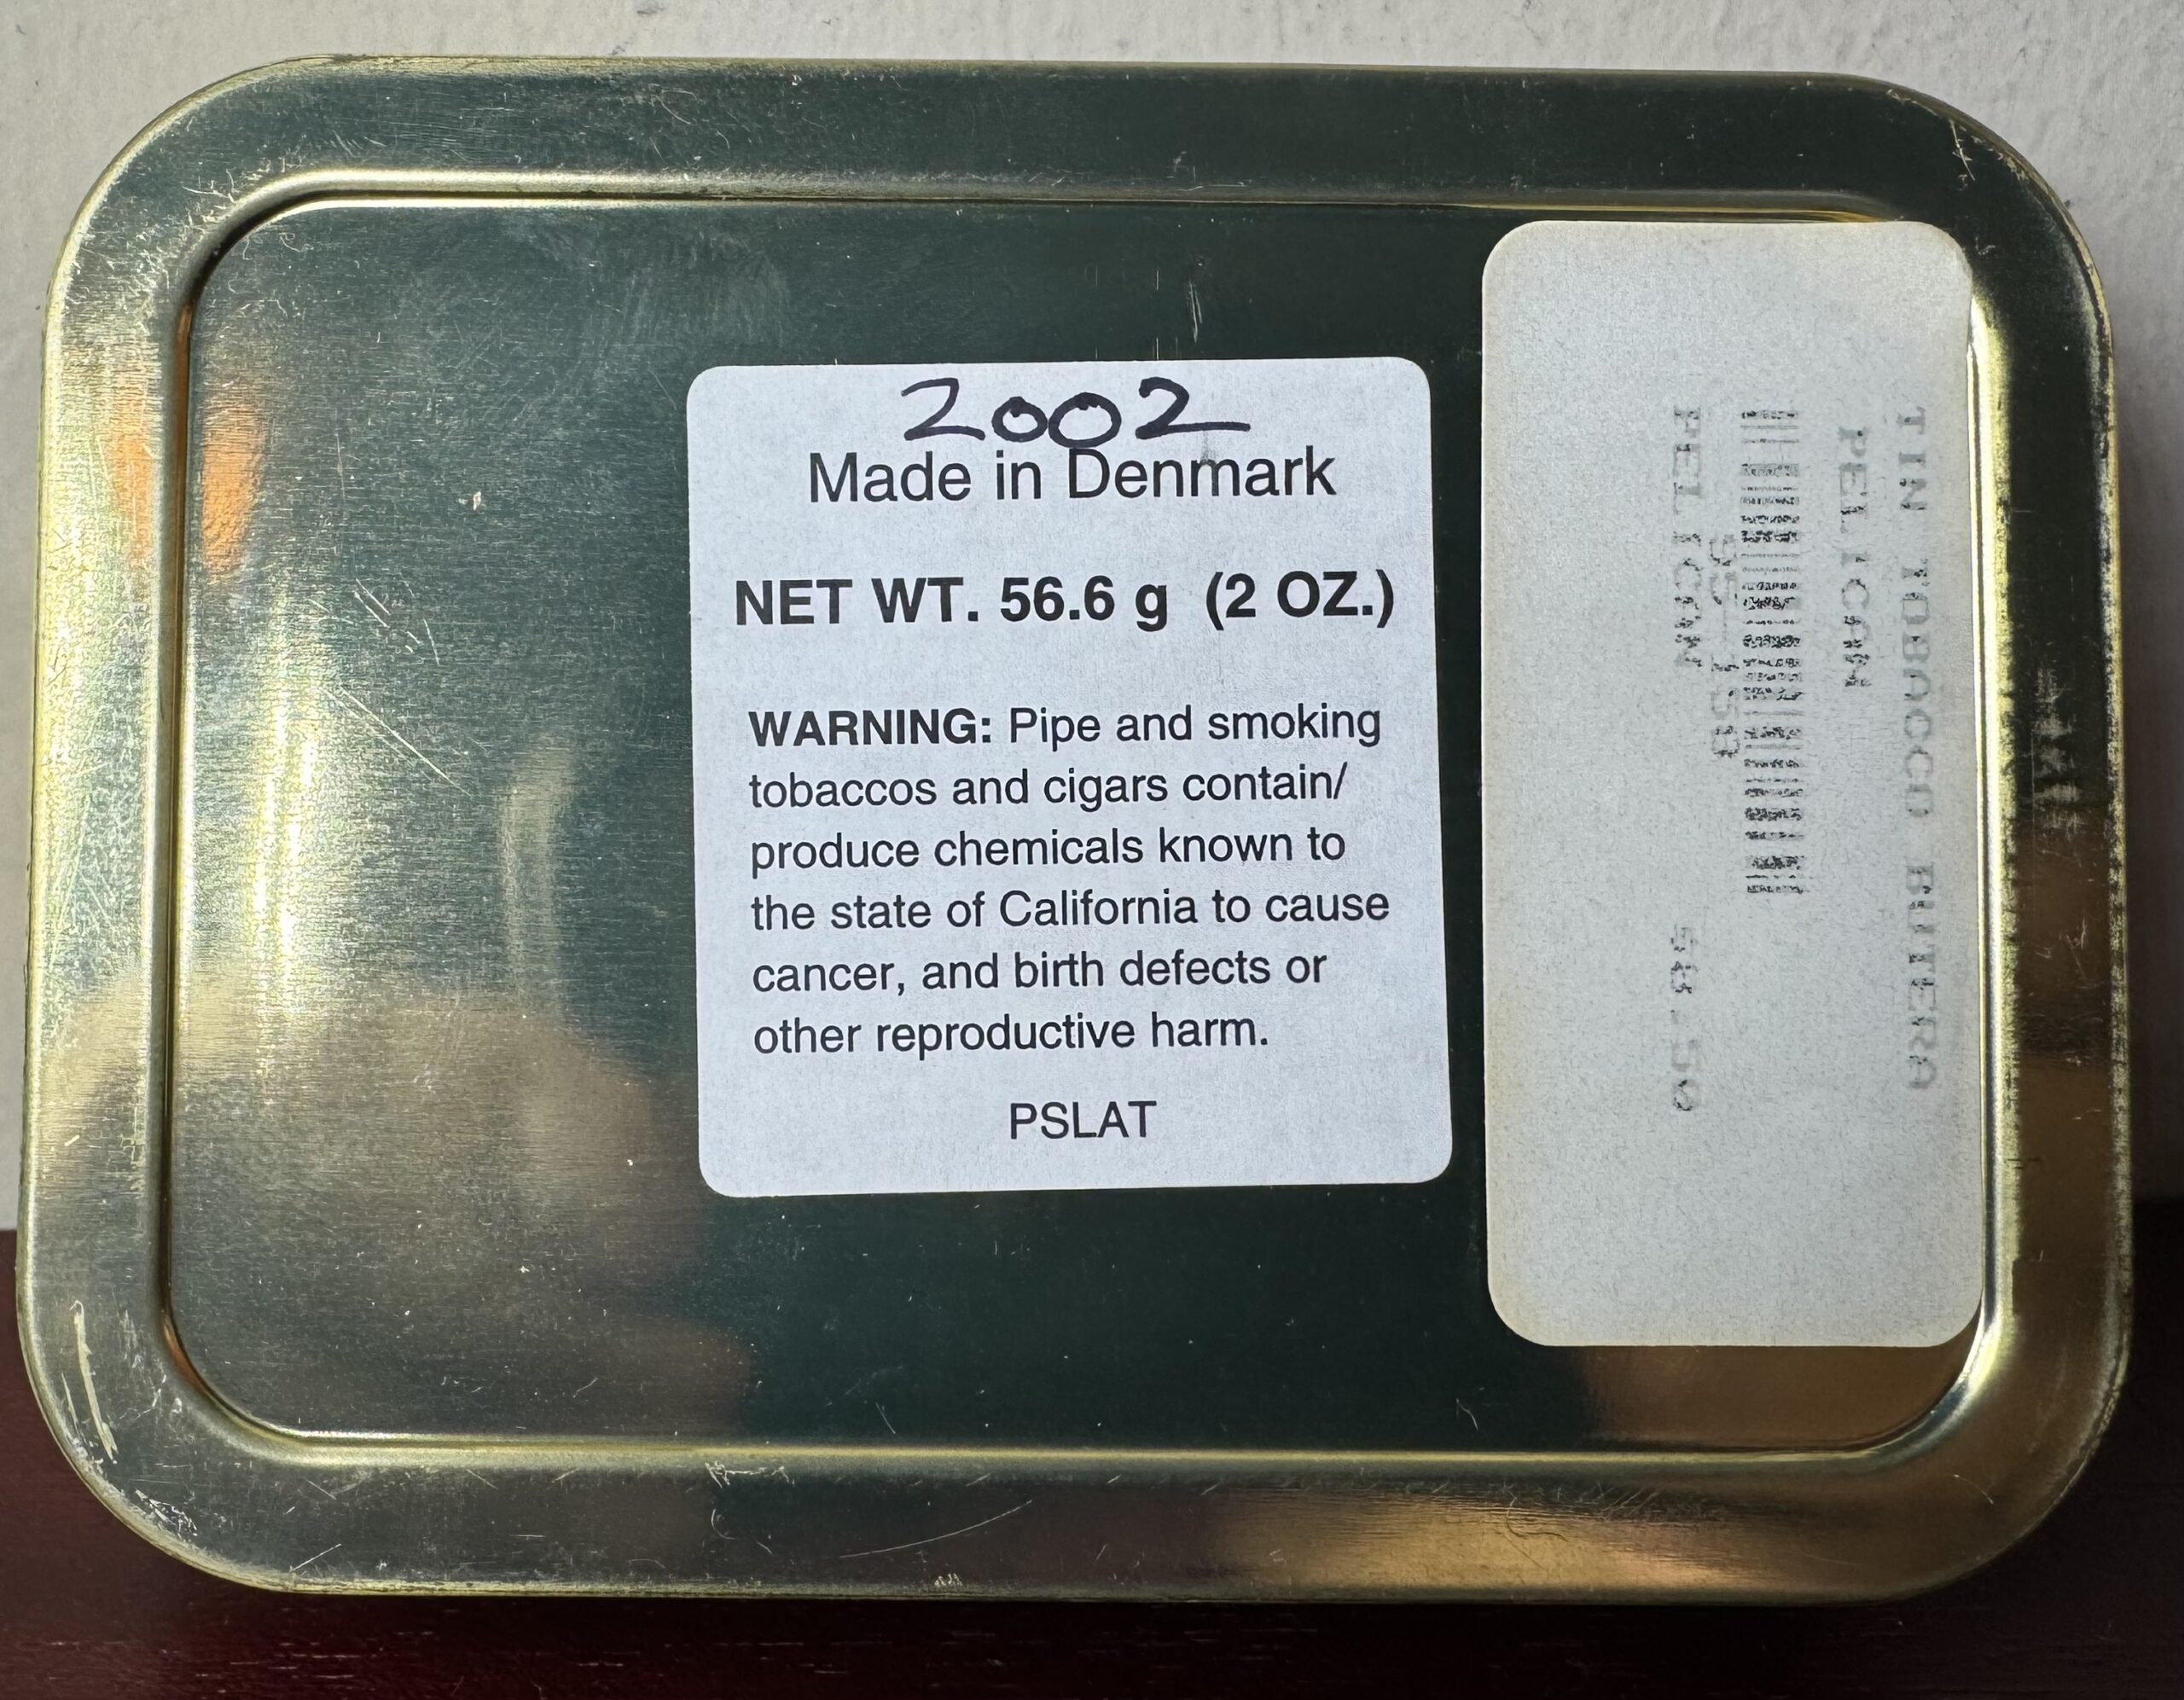 2002
Made in Denmark
NET WT. 56.6 g (2 OZ.)
WARNING: Pipe and smoking
tobaccos and cigars contain/
produce chemicals known to
the state of California to cause
cancer, and birth defects or
other reproductive harm.
PSLAT
TIN TOBACCO BUTERA
PELICAN
PELICAN